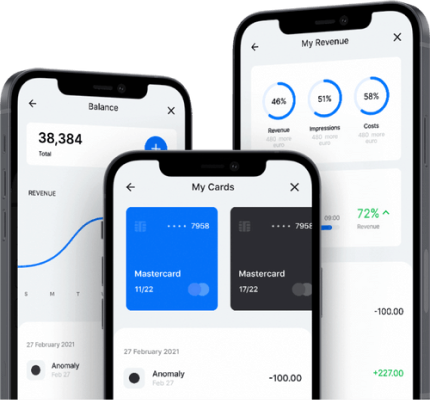 My Revenue
46%
51%
58%
Revenue
Impressions
Costs
480 more
euro
480 more
euro
480 more
euro
09:00
72%
Revenue
-100.00
+227.00
Balance
38,384
Total
REVENUE
S
M
T
27 February 2021
Anomaly
Feb 27
My Cards
•••• 7958
Mastercard
11/22
•••• 7958
Mastercard
17/22
27 February 2021
Anomaly
Feb 27
-100.00